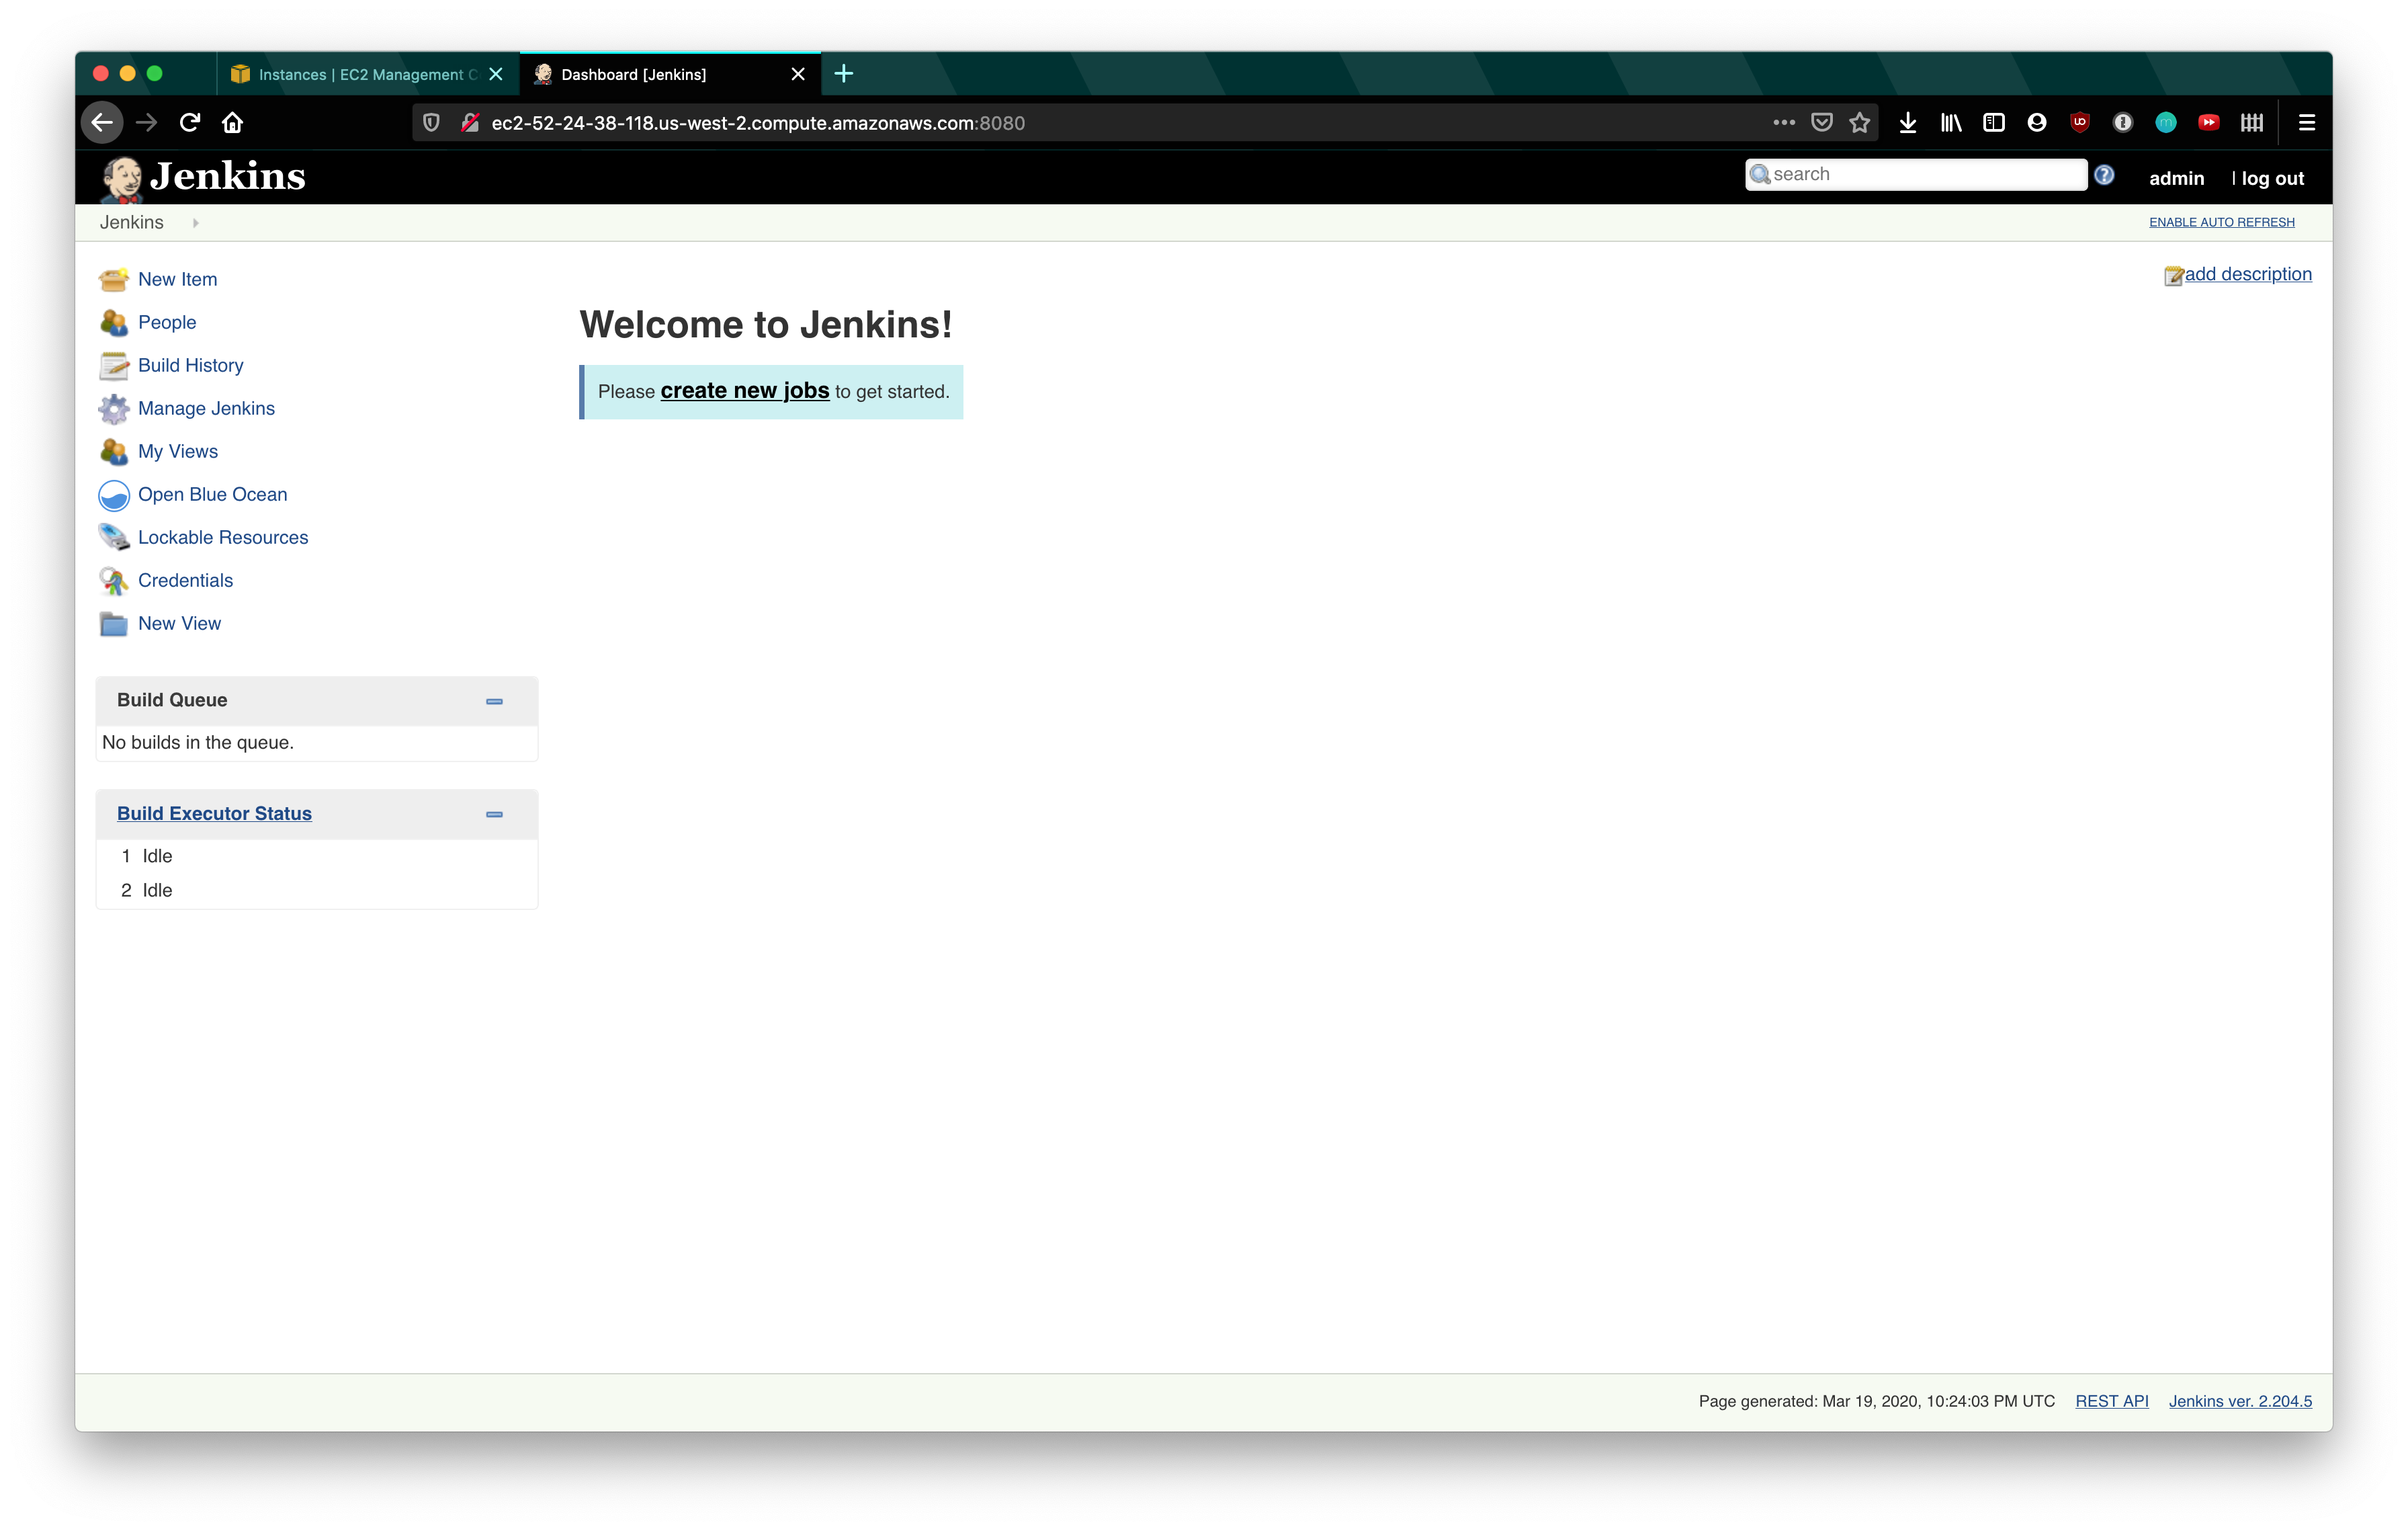 Instances | EC2 Management C
Dashboard [Jenkins]
ec2-52-24-38-118.us-west-2.compute.amazonaws.com:8080
Jenkins
search
admin
| log out
Jenkins
ENABLE AUTO REFRESH
New Item
People
Build History
Manage Jenkins
My Views
Open Blue Ocean
Lockable Resources
Credentials
New View
add description
Welcome to Jenkins!
Please create new jobs to get started.
Build Queue
No builds in the queue.
Build Executor Status
1 Idle
2 Idle
Page generated: Mar 19, 2020, 10:24:03 PM UTC REST API Jenkins ver. 2.204.5